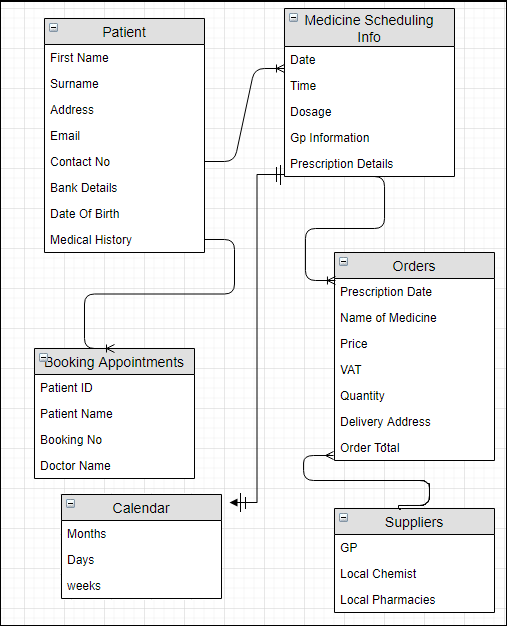 Patient
First Name
Surname
Address
Email
Contact No
Bank Details
Date Of Birth
Medical History
Medicine Scheduling
Info
Date
Time
Dosage
Gp Information
Prescription Details
Orders
Prescription Date
Name of Medicine
Price
VAT
Quantity
Delivery Address
Order Total
Booking Appointments
Patient ID
Patient Name
Booking No
Doctor Name
Calendar
Months
Days
weeks
Suppliers
GP
Local Chemist
Local Pharmacies